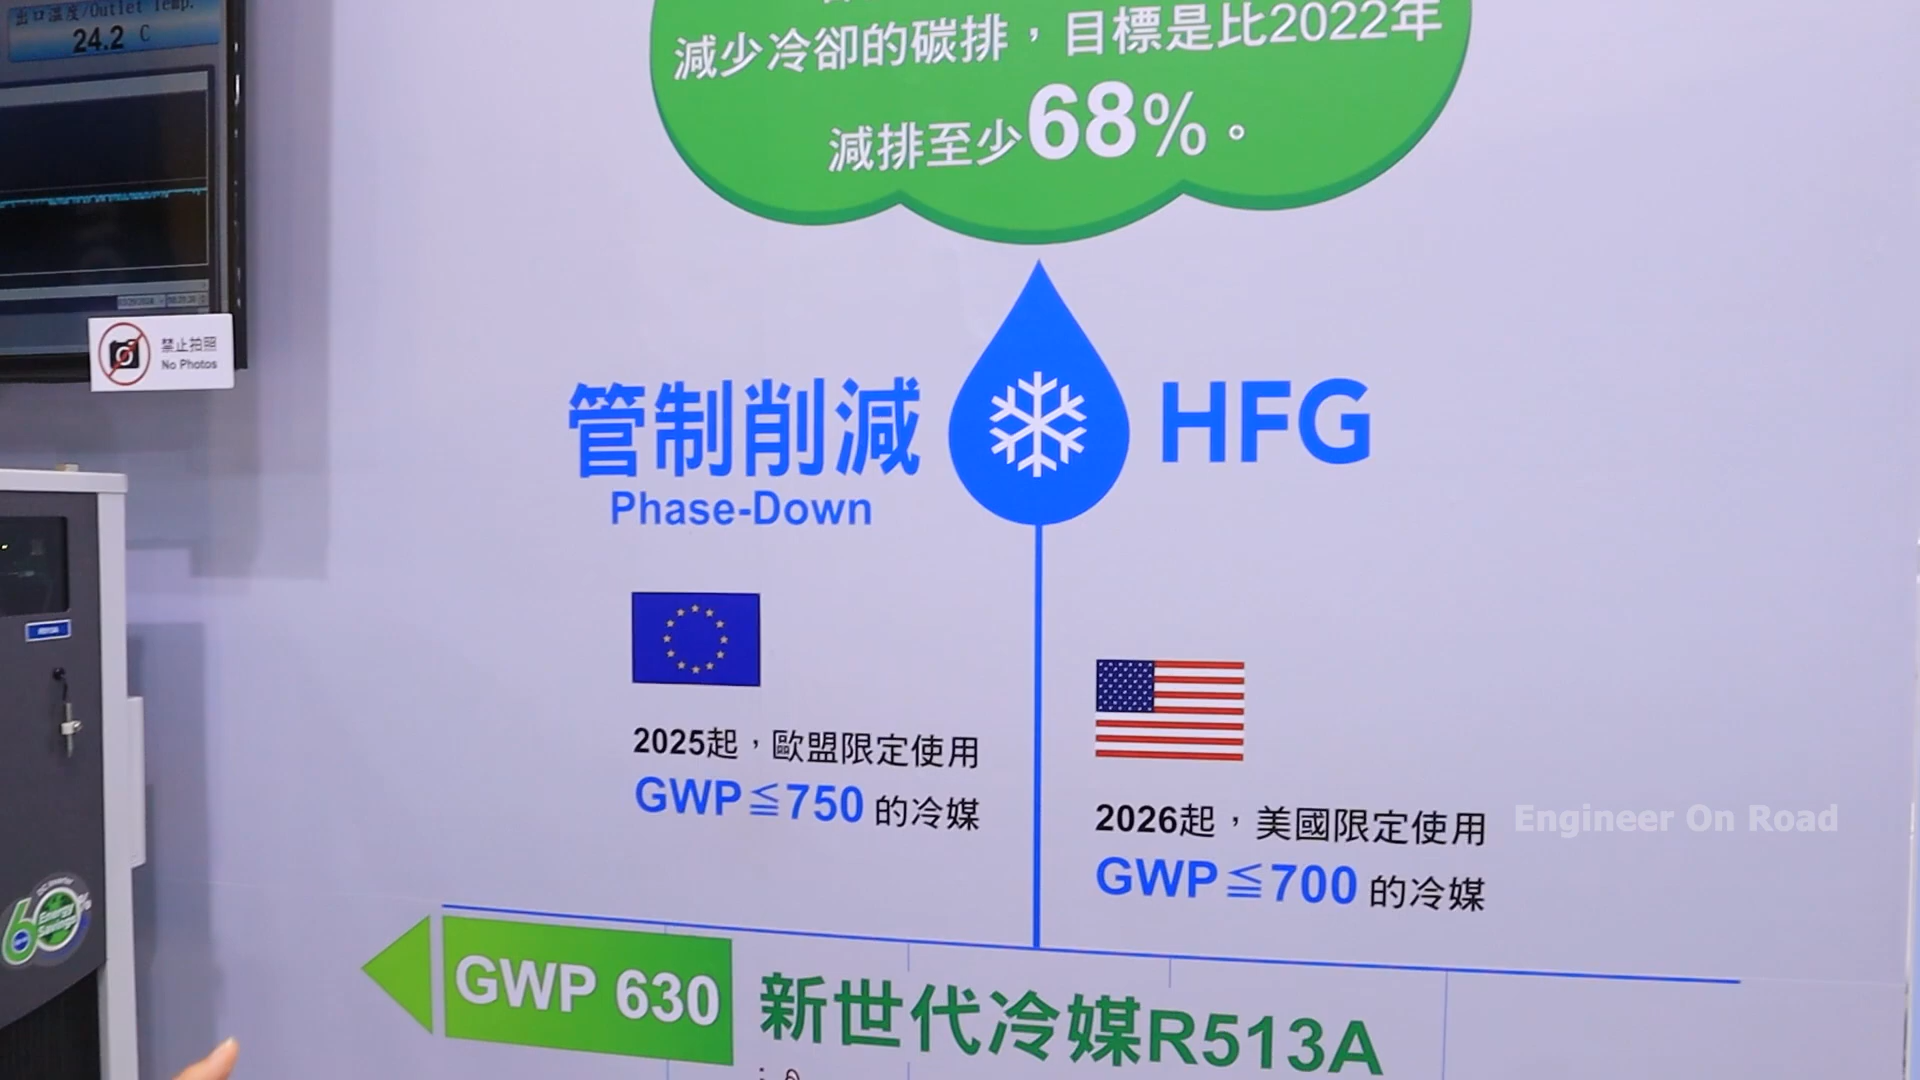 出口溫度/Outlet Temp.
24.2 C
減少冷卻的碳排，目標是比2022年
減排至少68%。
禁止拍照
No Photos
管制削減
Phase-Down
HFG
2025起，歐盟限定使用
GWP≦750 的冷媒
2026起，美國限定使用
GWP≦700 的冷媒
Engineer On Road
Energy
Saving
GWP 630
新世代冷媒R513A